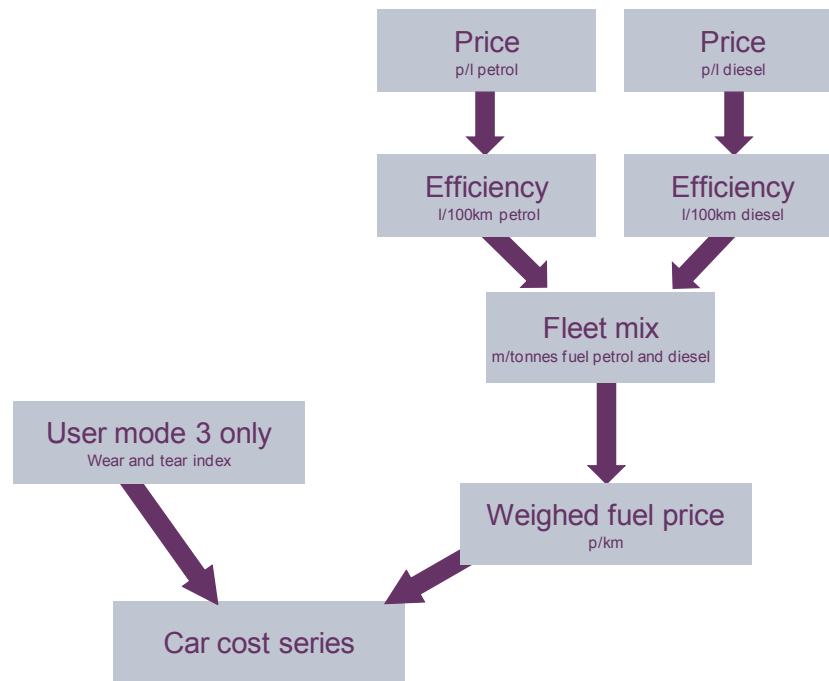 Price
p/l petrol
Price
p/l diesel
Efficiency
l/100km petrol
Efficiency
l/100km diesel
Fleet mix
m/tonnes fuel petrol and diesel
User mode 3 only
Wear and tear index
Weighed fuel price
p/km
Car cost series